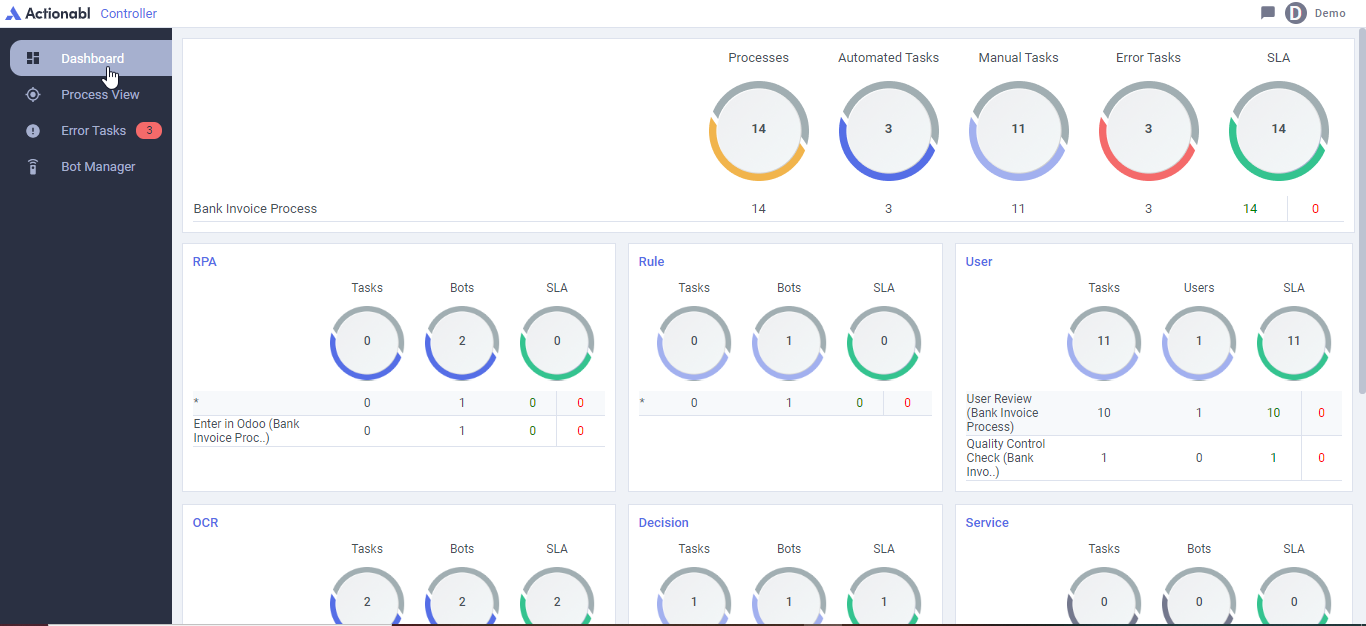 Actionabl Controller
D Demo
Dashboard
Process View
Error Tasks 3
Bot Manager
Processes Automated Tasks Manual Tasks Error Tasks SLA
14 3 11 3 14
Bank Invoice Process 14 3 11 3 14 0
RPA
Tasks Bots SLA
0 2 0
* 0 1 0 0
Enter in Odoo (Bank
Invoice Proc..) 0 1 0 0
Rule
Tasks Bots SLA
0 1 0
* 0 1 0 0
User
Tasks Users SLA
11 1 11
User Review
(Bank Invoice 10 1 10 0
Process)
Quality Control
Check (Bank 1 0 1 0
Invo..)
OCR
Tasks Bots SLA
2 2 2
Decision
Tasks Bots SLA
1 1 1
Service
Tasks Bots SLA
0 0 0